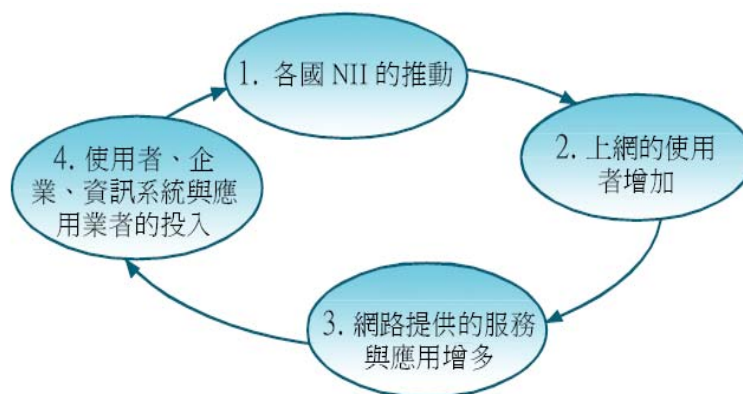 1. 各國 NII 的推動
2. 上網的使用
者增加
3. 網路提供的服務
與應用增多
4. 使用者、企
業、資訊系統與應
用業者的投入